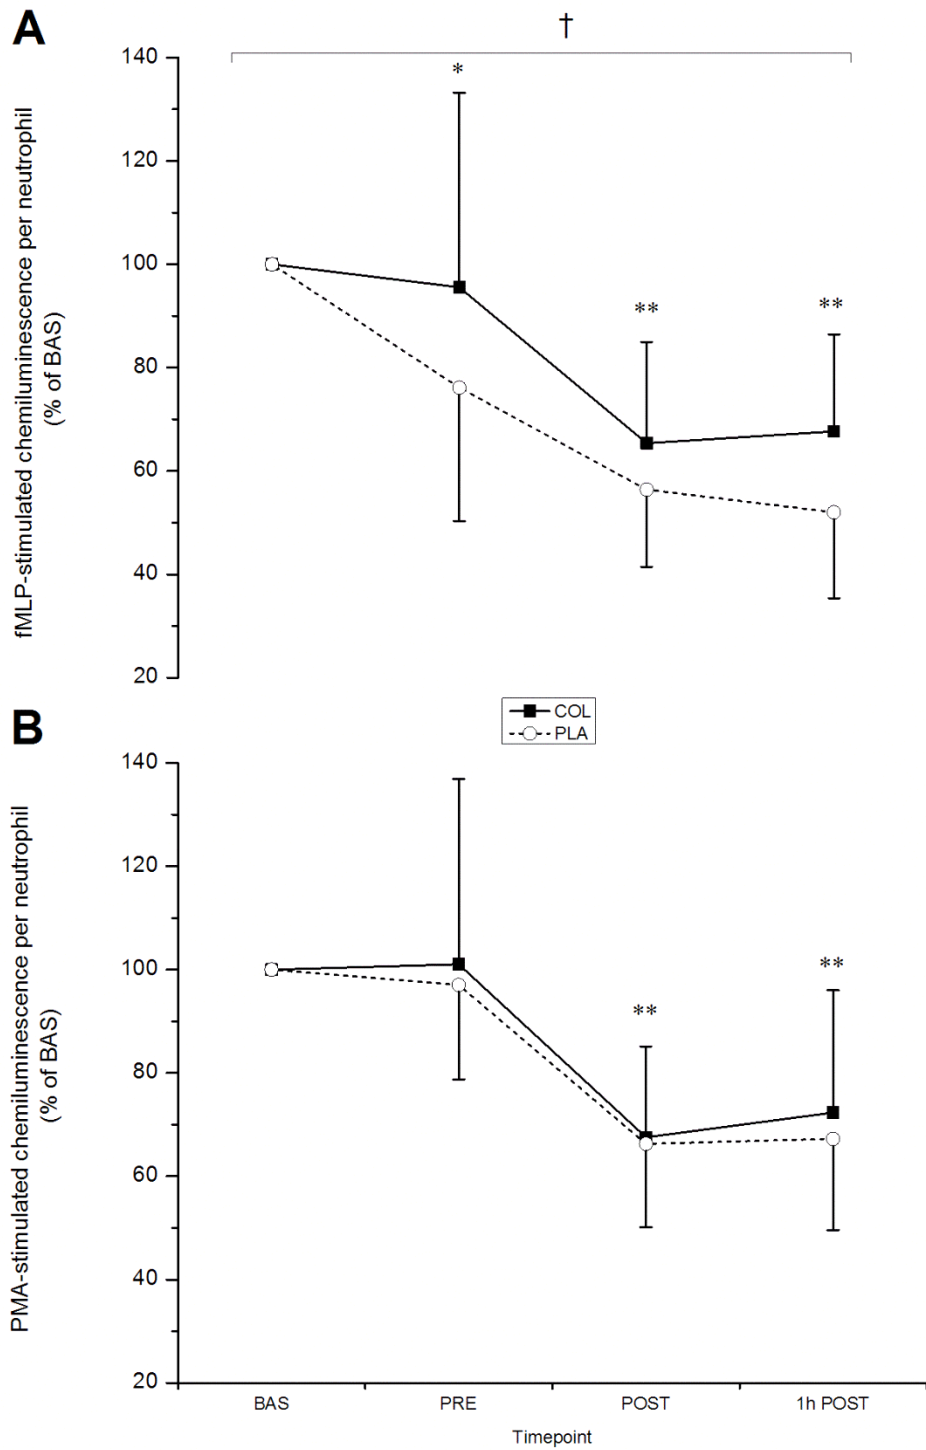 A
†
140
*
120
100
**
**
80
60
40
20
fMLP-stimulated chemiluminescence per neutrophil
(% of BAS)
COL
PLA
B
140
120
100
**
**
80
60
40
20
PMA-stimulated chemiluminescence per neutrophil
(% of BAS)
BAS PRE POST 1h POST
Timepoint